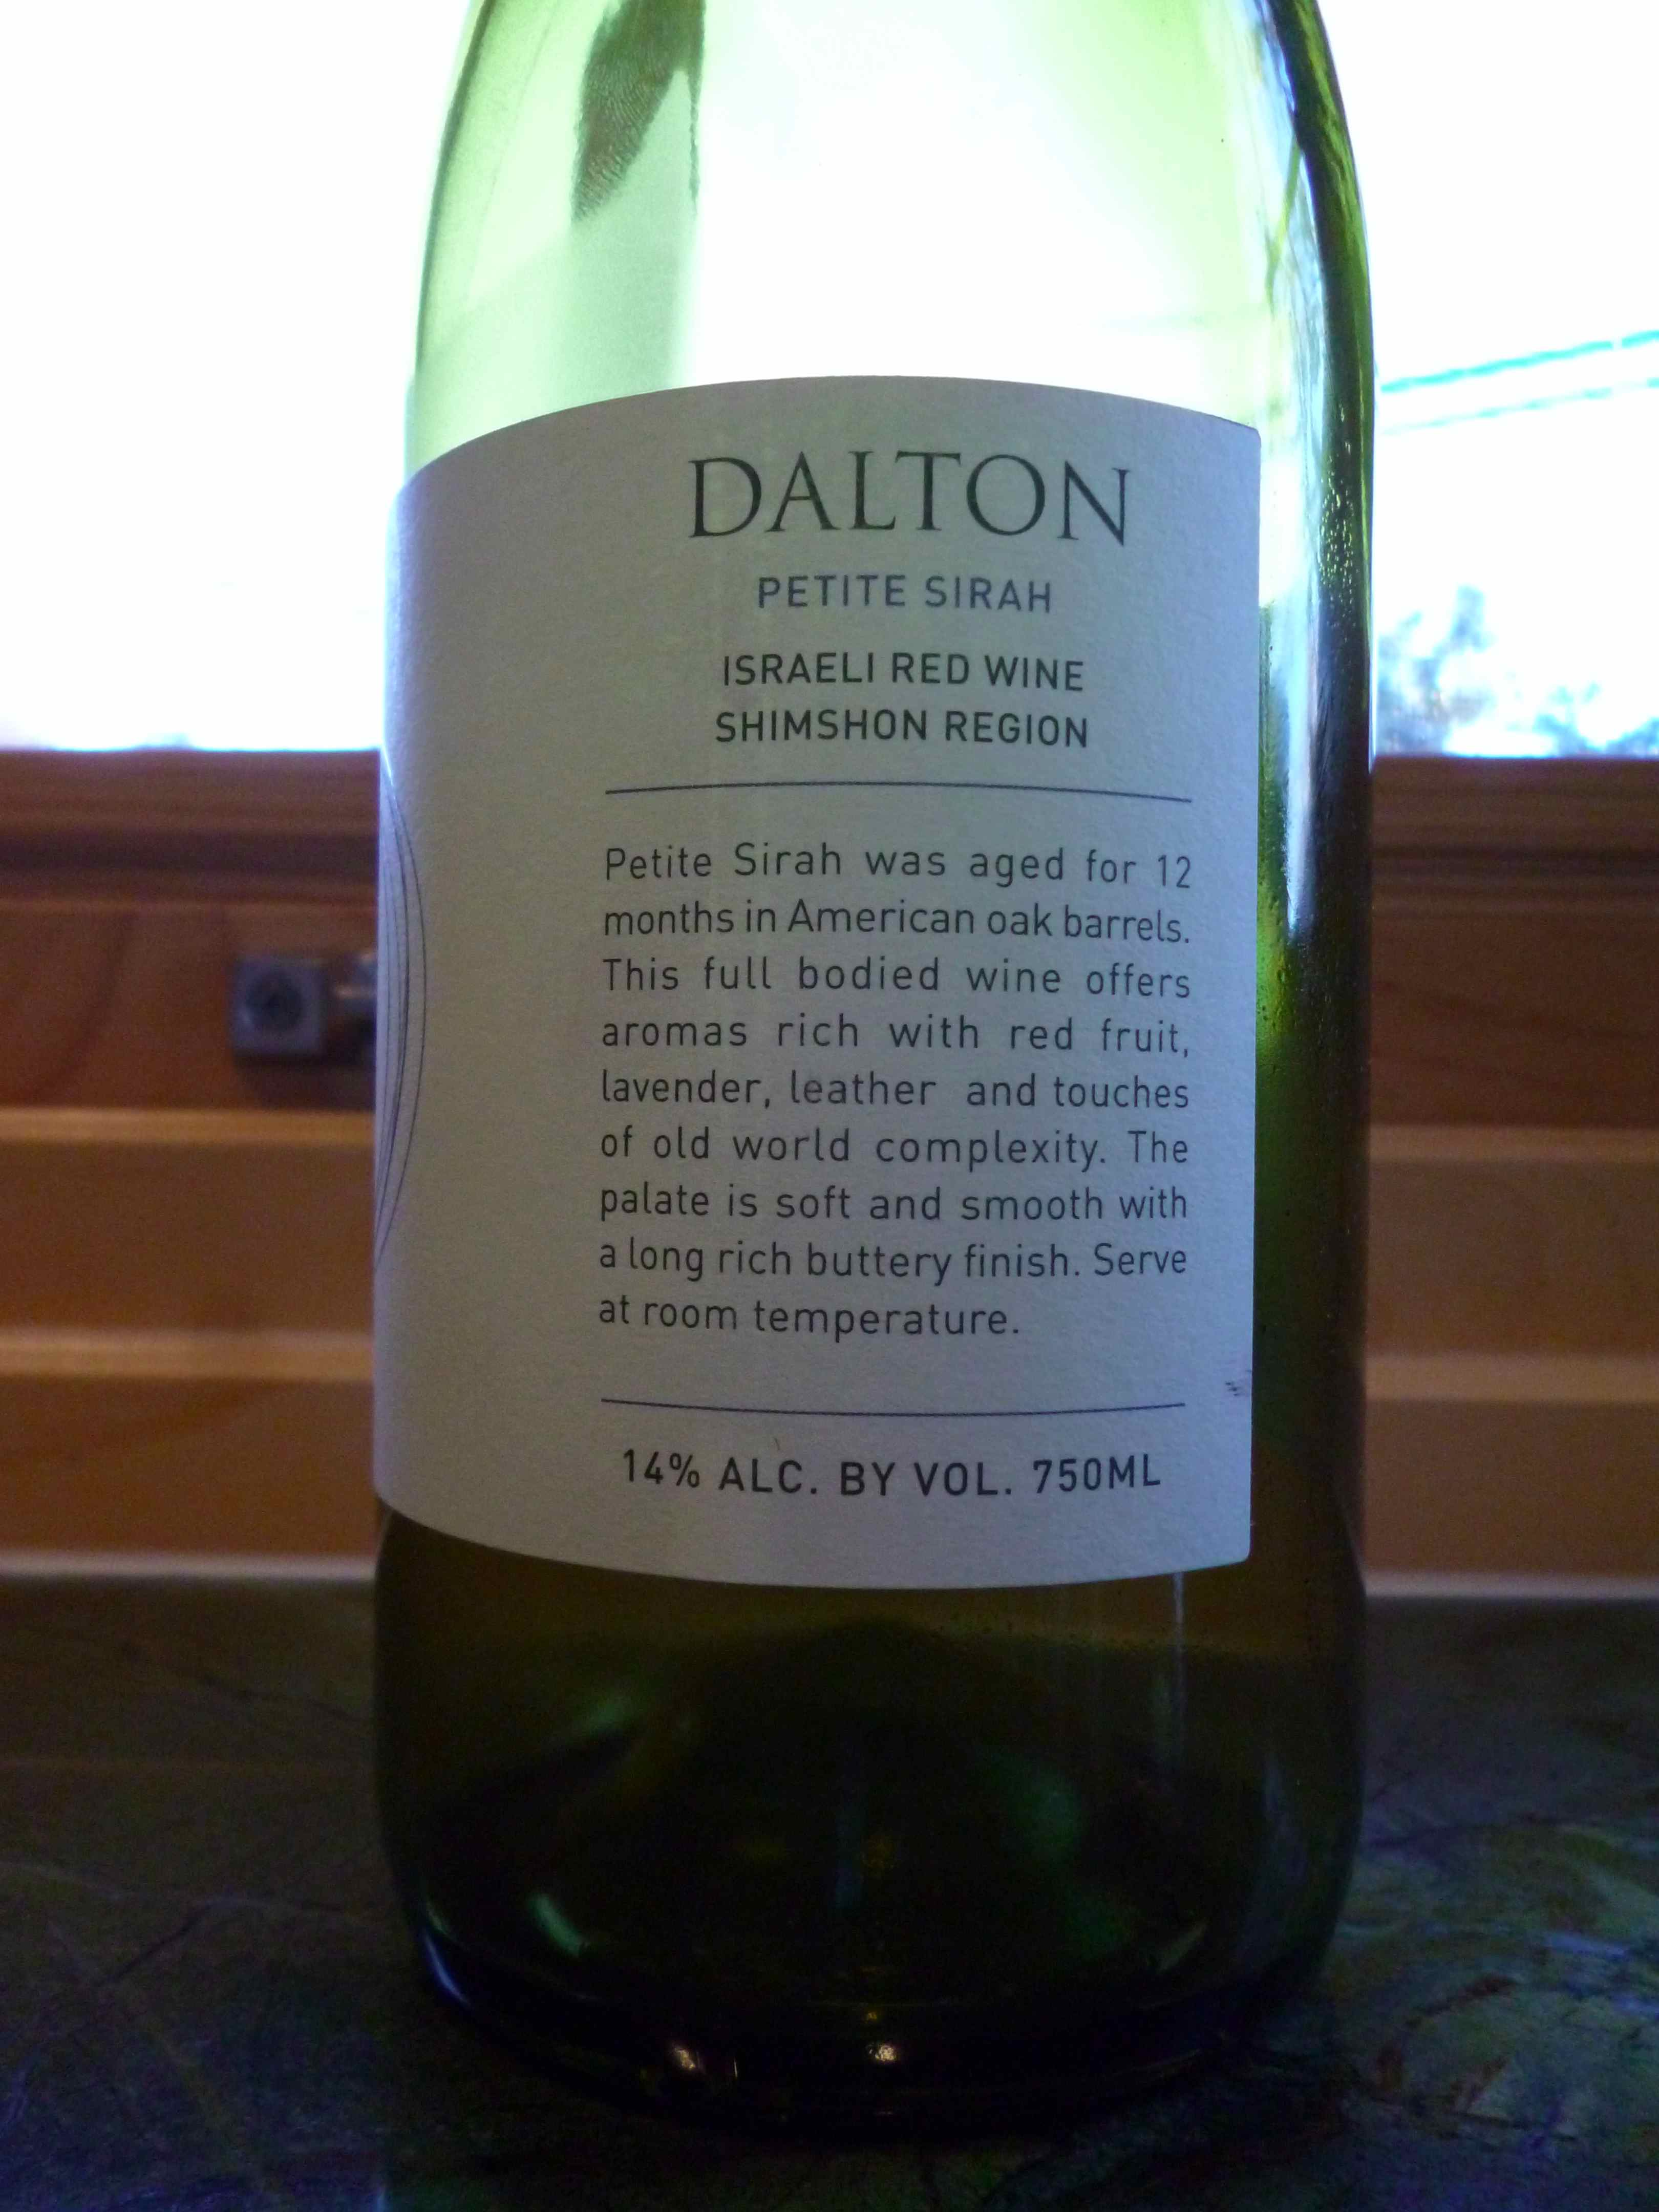 DALTON
PETITE SIRAH
ISRAELI RED WINE
SHIMSHON REGION
Petite Sirah was aged for 12
months in American oak barrels.
This full bodied wine offers
aromas rich with red fruit,
lavender, leather and touches
of old world complexity. The
palate is soft and smooth with
a long rich buttery finish. Serve
at room temperature.
14% ALC. BY VOL. 750ML